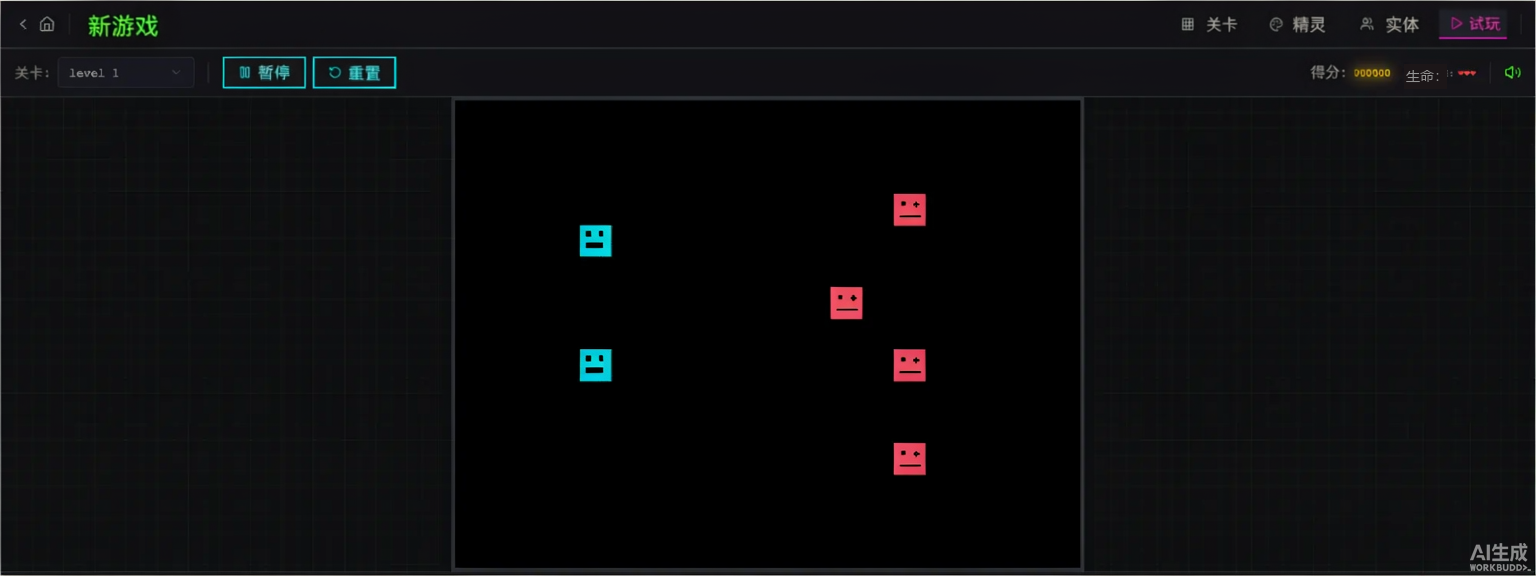 新游戏
关卡
精灵
实体
试玩
关卡:
level 1
暂停
重置
得分:
000000
生命:
AI生成
WORKBUDDY